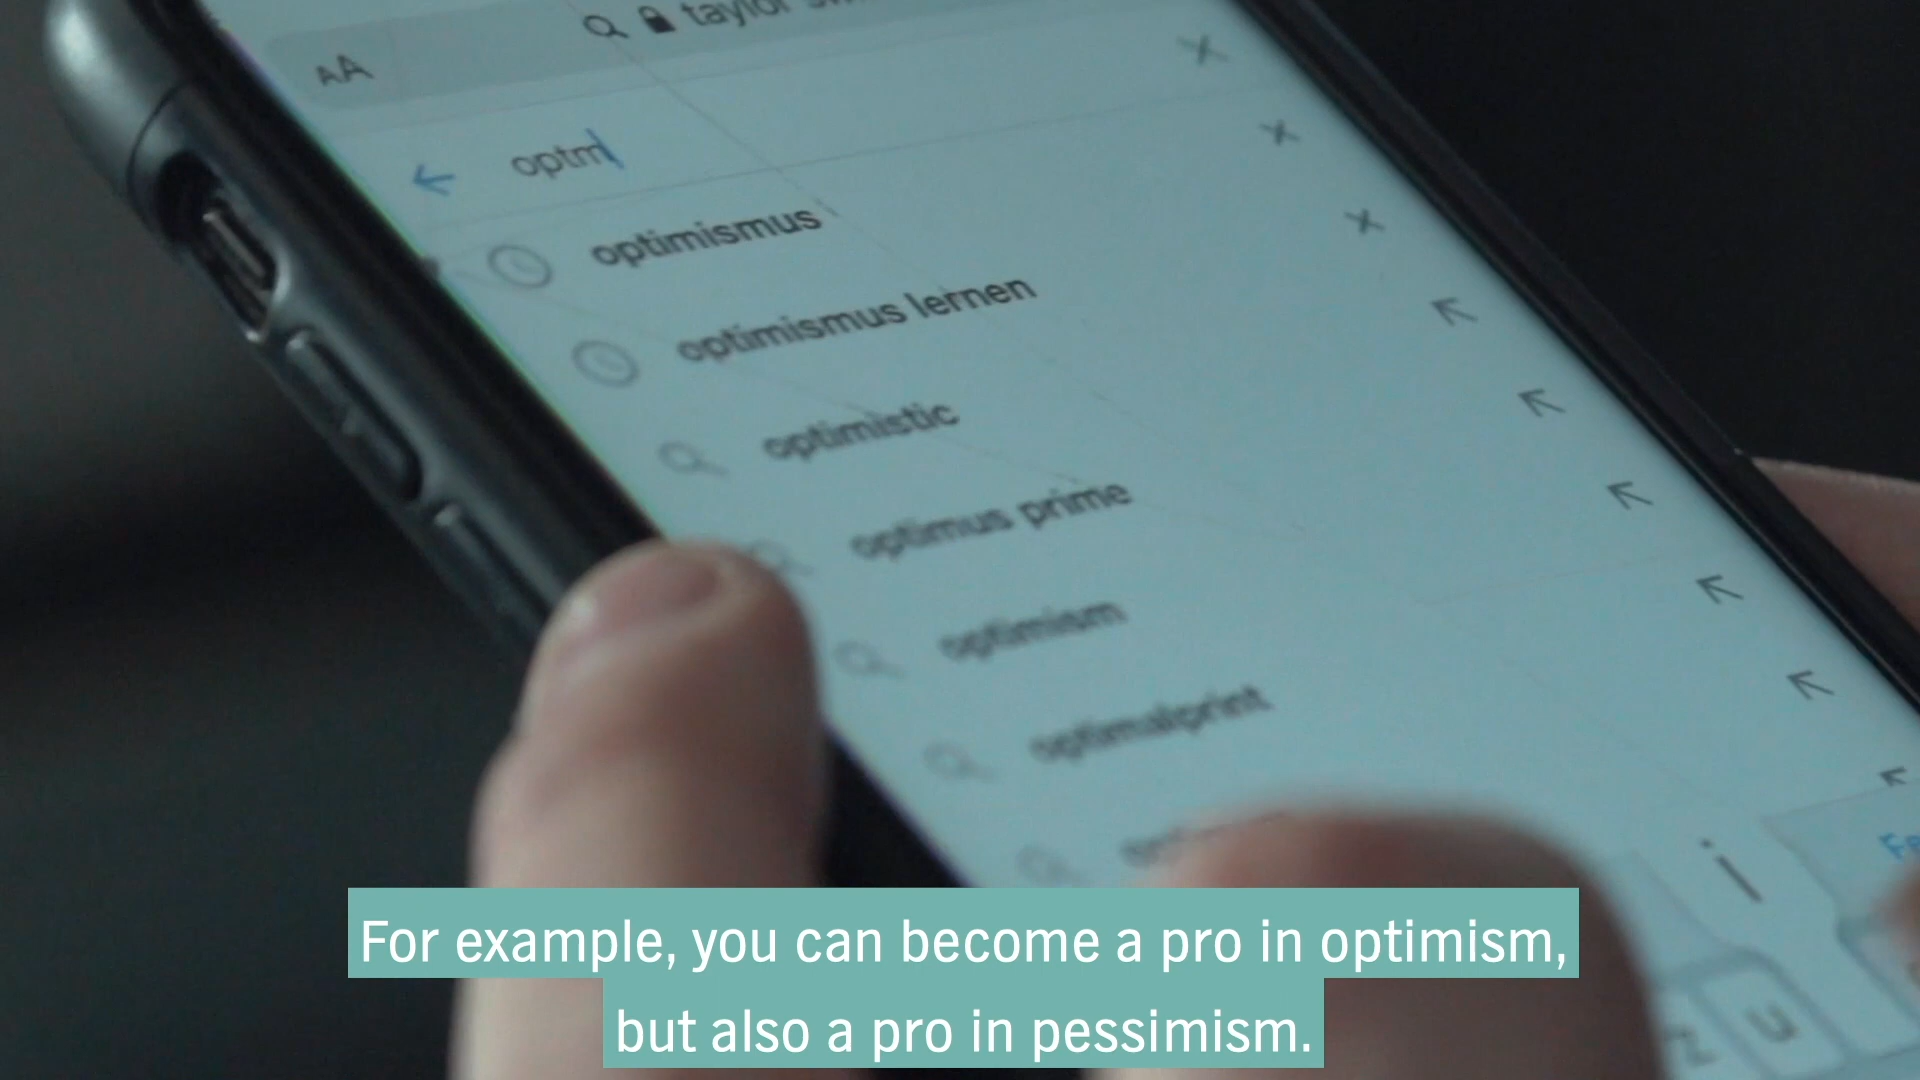 AA taylor
optm
optimismus
optimismus lernen
optimistic
optimus prime
optimism
optimalprint
i
u
For example, you can become a pro in optimism,
but also a pro in pessimism.